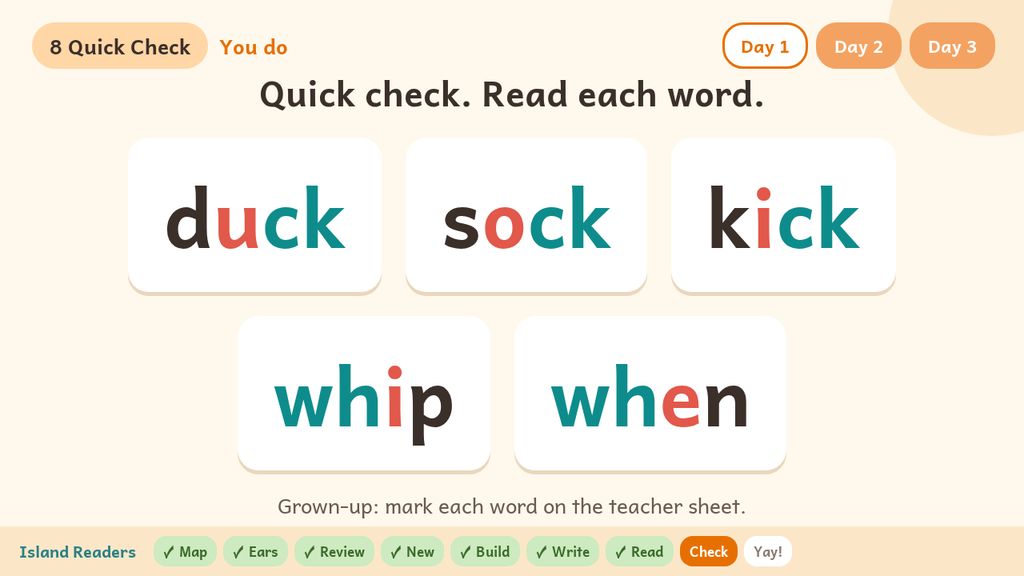 8 Quick Check You do Day 1 Day 2 Day 3
Quick check. Read each word.
duck sock kick
whip when
Grown-up: mark each word on the teacher sheet.
Island Readers ✓ Map ✓ Ears ✓ Review ✓ New ✓ Build ✓ Write ✓ Read Check Yay!